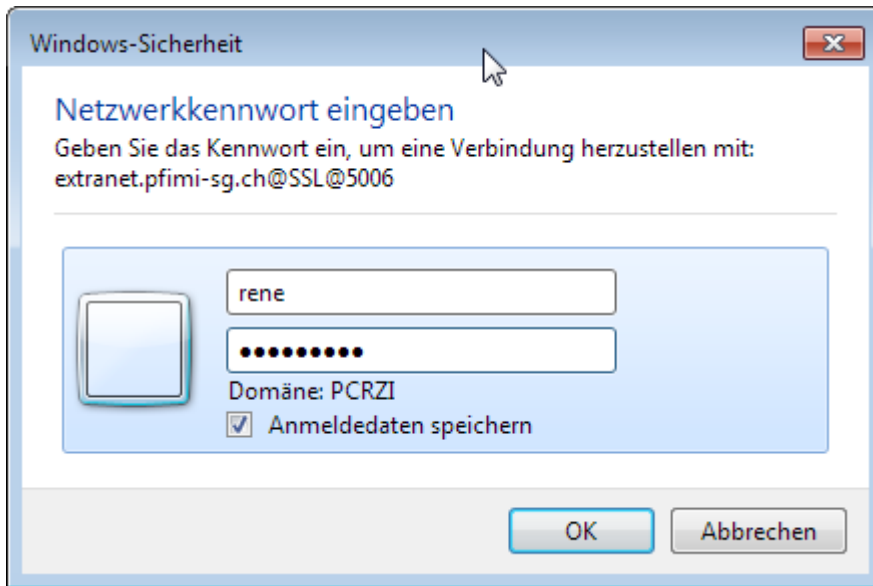 Windows-Sicherheit
Netzwerkkennwort eingeben
Geben Sie das Kennwort ein, um eine Verbindung herzustellen mit:
extranet.pfimi-sg.ch@SSL@5006
rene
●●●●●●●●●
Domäne: PCRZI
Anmeldedaten speichern
OK
Abbrechen